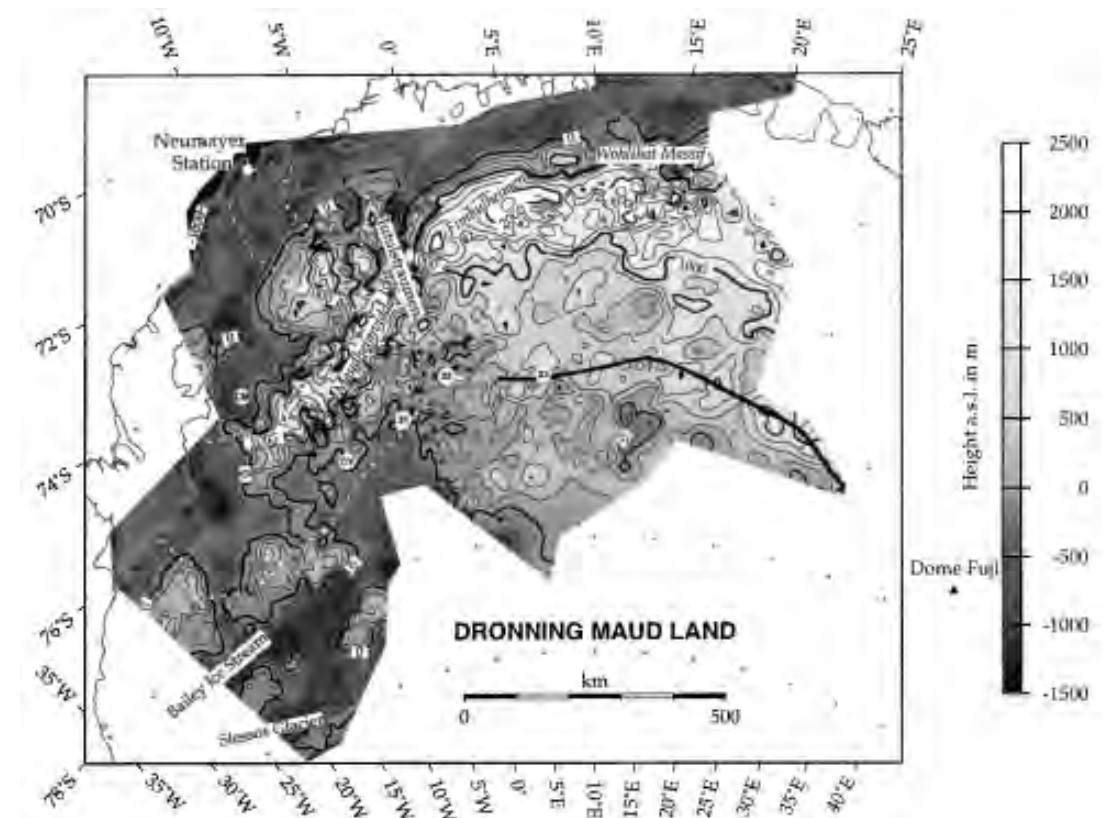 10°W
5°W
0°
5°E
10°E
15°E
20°E
25°E
Neumayer
Station
Wohlthat Massif
70°S
72°S
74°S
76°S
78°S
1000
2500
2000
1500
1000
500
0
-500
-1000
-1500
Height a.s.l. in m
Dome Fuji
DRONNING MAUD LAND
km
0
500
Bailey Ice Stream
Slessor Glacier
35°W
35°W
30°W
25°W
20°W
15°W
10°W
5°W
0°
5°E
10°E
15°E
20°E
25°E
30°E
35°E
40°E